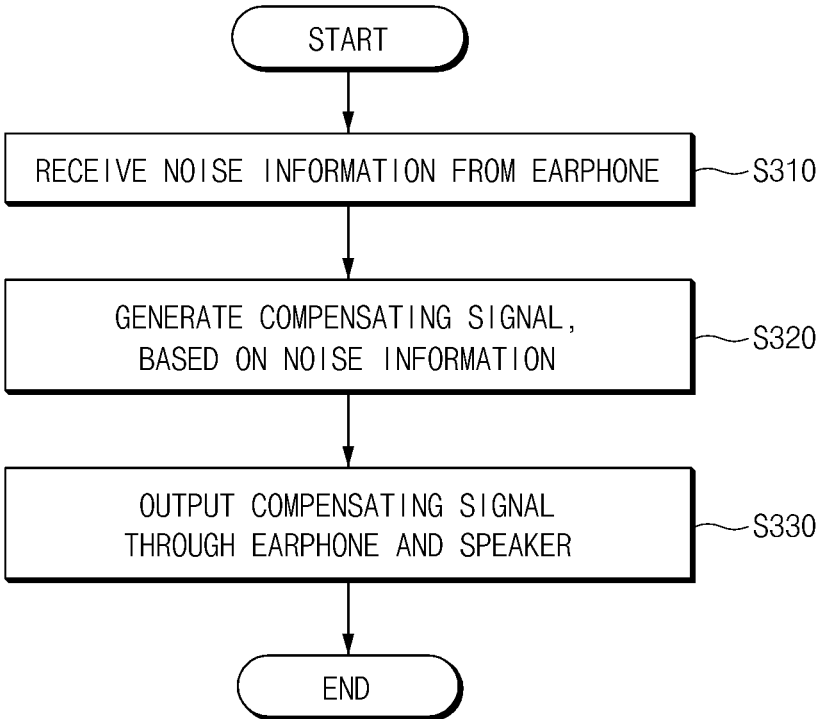 START
RECEIVE NOISE INFORMATION FROM EARPHONE
S310
GENERATE COMPENSATING SIGNAL,
BASED ON NOISE INFORMATION
S320
OUTPUT COMPENSATING SIGNAL
THROUGH EARPHONE AND SPEAKER
S330
END